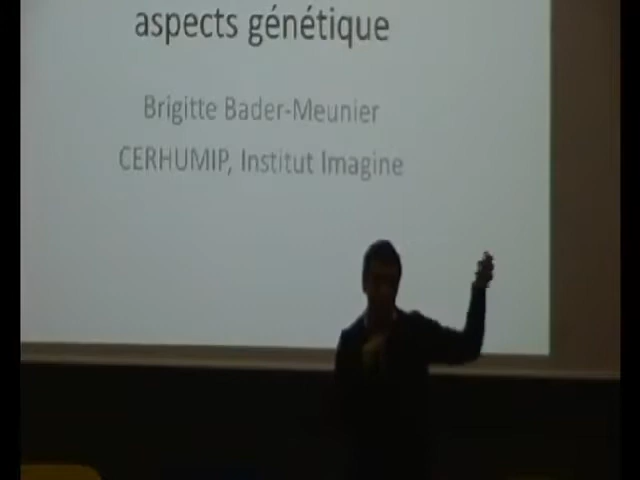 aspects génétique
Brigitte Bader-Meunier
CERHUMIP, Institut Imagine